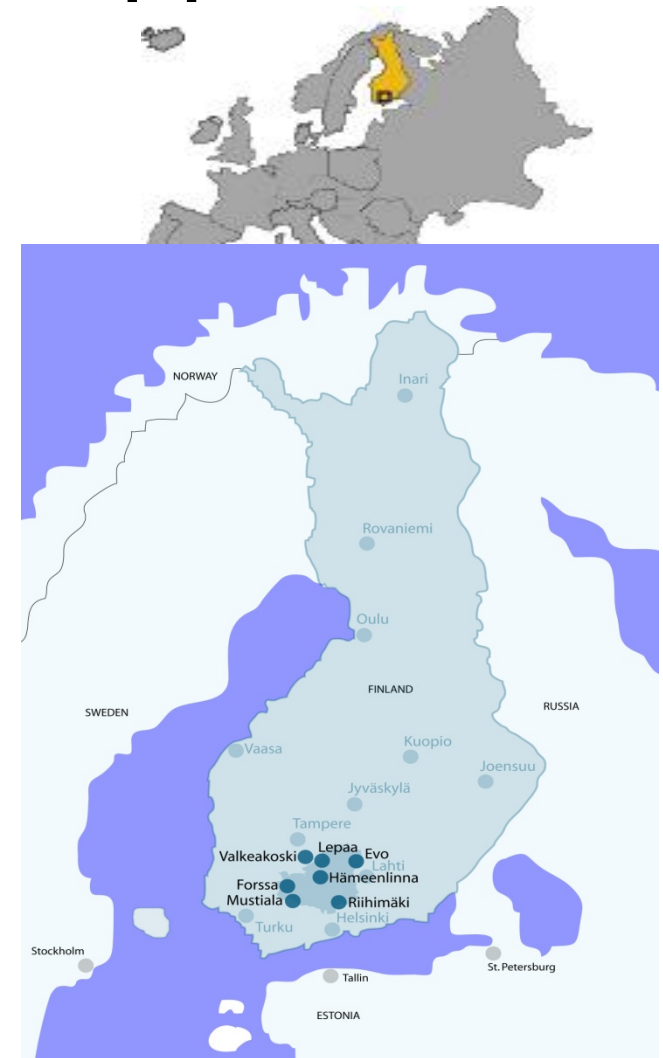 NORWAY
Inari
Rovaniemi
Oulu
FINLAND
SWEDEN
RUSSIA
Vaasa
Kuopio
Joensuu
Jyväskylä
Tampere
Lepaa
Valkeakoski
Evo
Lahti
Hämeenlinna
Forssa
Mustiala
Riihimäki
Turku
Helsinki
Stockholm
St. Petersburg
Tallin
ESTONIA